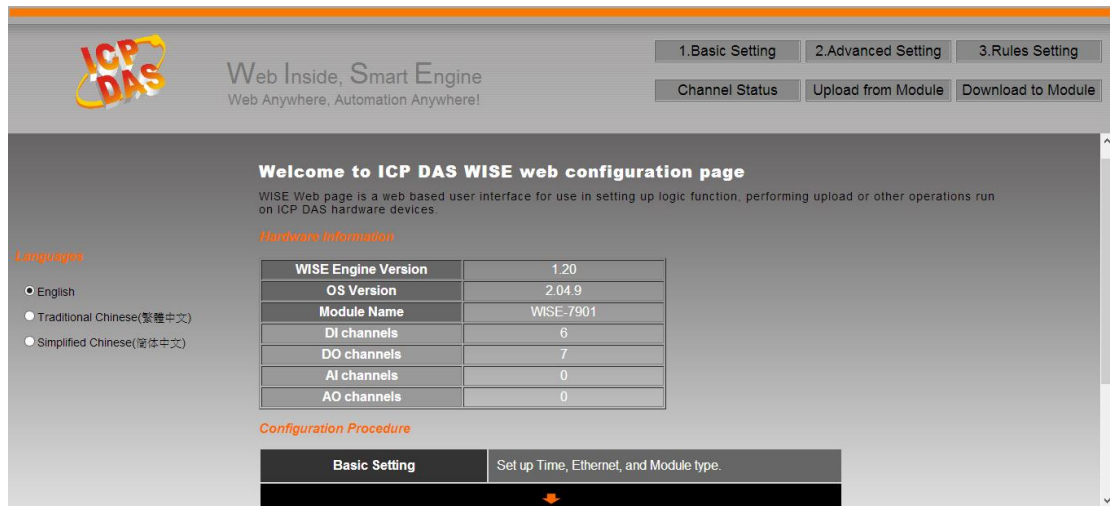 ICP
DAS
Web Inside, Smart Engine
Web Anywhere, Automation Anywhere!
1.Basic Setting
2.Advanced Setting
3.Rules Setting
Channel Status
Upload from Module
Download to Module
Languages
English
Traditional Chinese(繁體中文)
Simplified Chinese(简体中文)
Welcome to ICP DAS WISE web configuration page
WISE Web page is a web based user interface for use in setting up logic function, performing upload or other operations run
on ICP DAS hardware devices.
Hardware Information
WISE Engine Version 1.20
OS Version 2.04.9
Module Name WISE-7901
DI channels 6
DO channels 7
AI channels 0
AO channels 0
Configuration Procedure
Basic Setting Set up Time, Ethernet, and Module type.